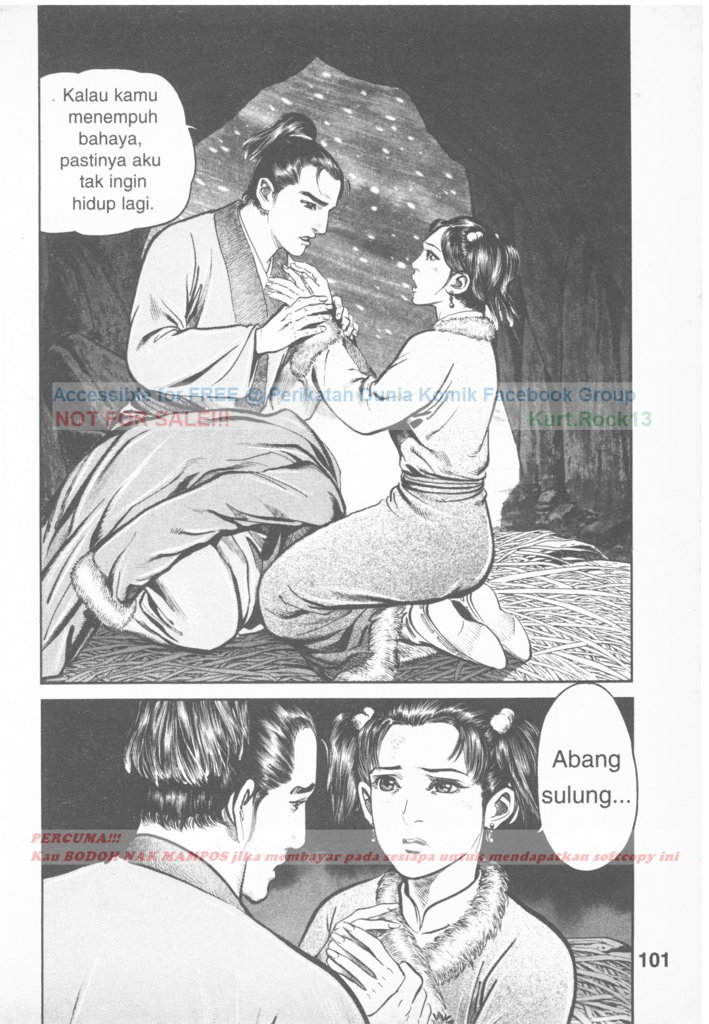 Kalau kamu
menempuh
bahaya,
pastinya aku
tak ingin
hidup lagi.
Accessible for FREE @ Perikatan Dunia Komik Facebook Group
NOT FOR SALE!!! Kurt.Rock13
Abang
sulung...
PERCUMA!!!
Kau BODOH NAK MAMPOS jika membayar pada sesiapa untuk mendapatkan softcopy ini
101